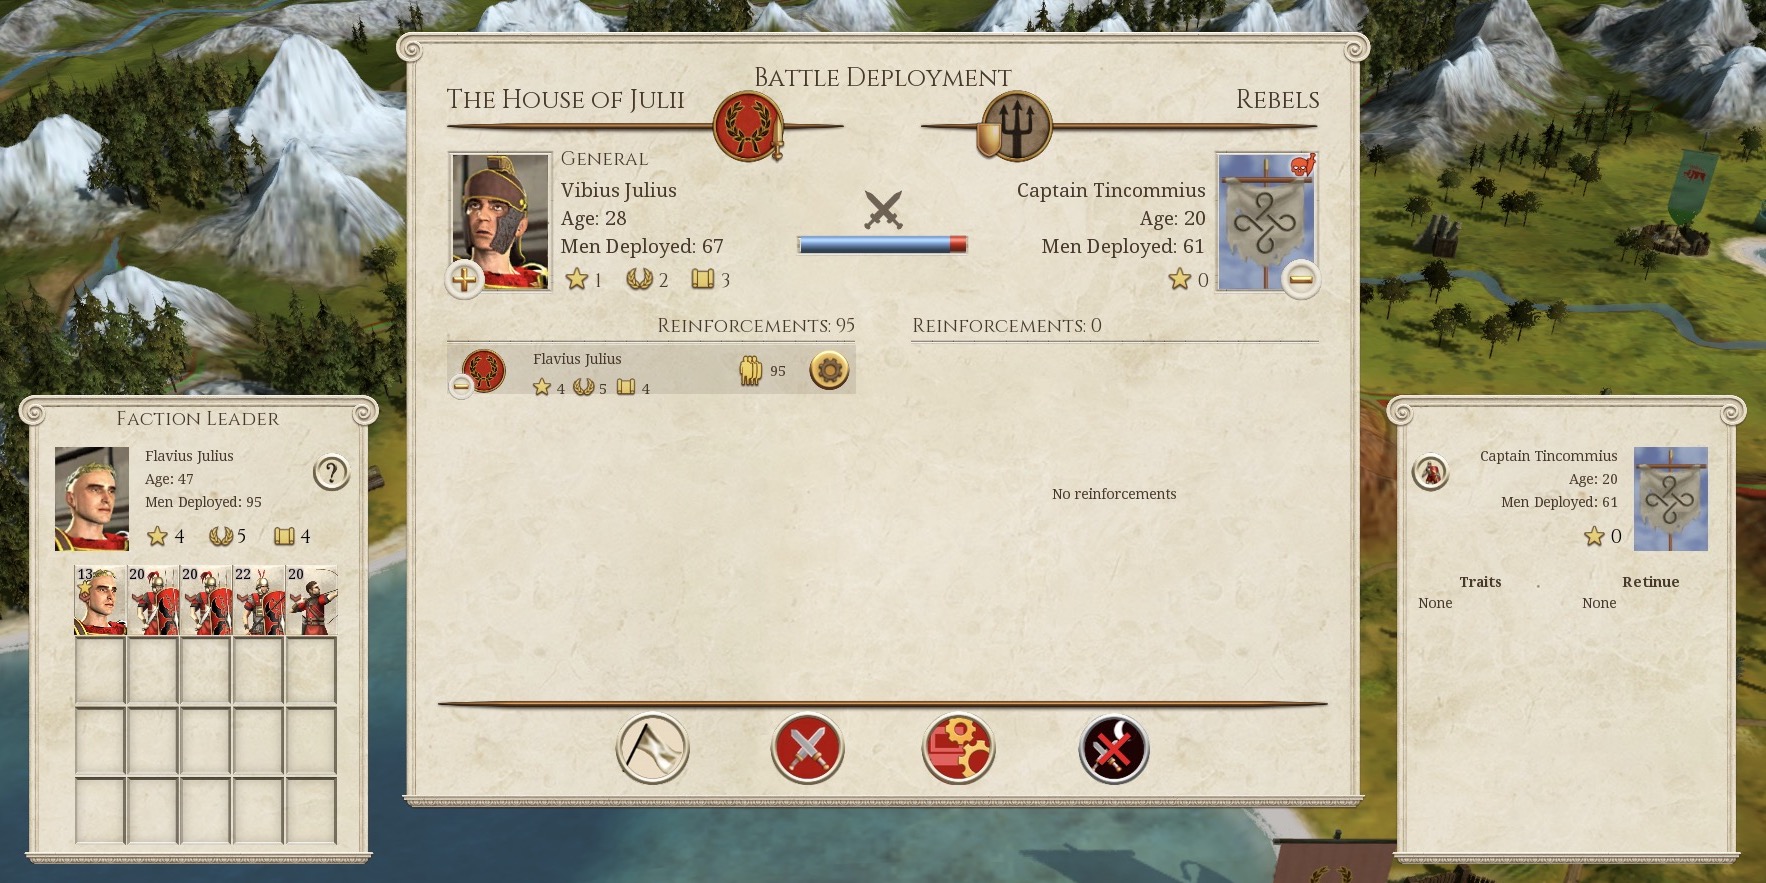 Battle Deployment
The House of Julii
Rebels
General
Vibius Julius
Age: 28
Men Deployed: 67
1 2 3
Captain Tincommius
Age: 20
Men Deployed: 61
0
Reinforcements: 95
Flavius Julius
95
4 5 4
Reinforcements: 0
No reinforcements
Faction Leader
Flavius Julius
Age: 47
Men Deployed: 95
?
4 5 4
13 20 20 22 20
Captain Tincommius
Age: 20
Men Deployed: 61
0
Traits Retinue
None None